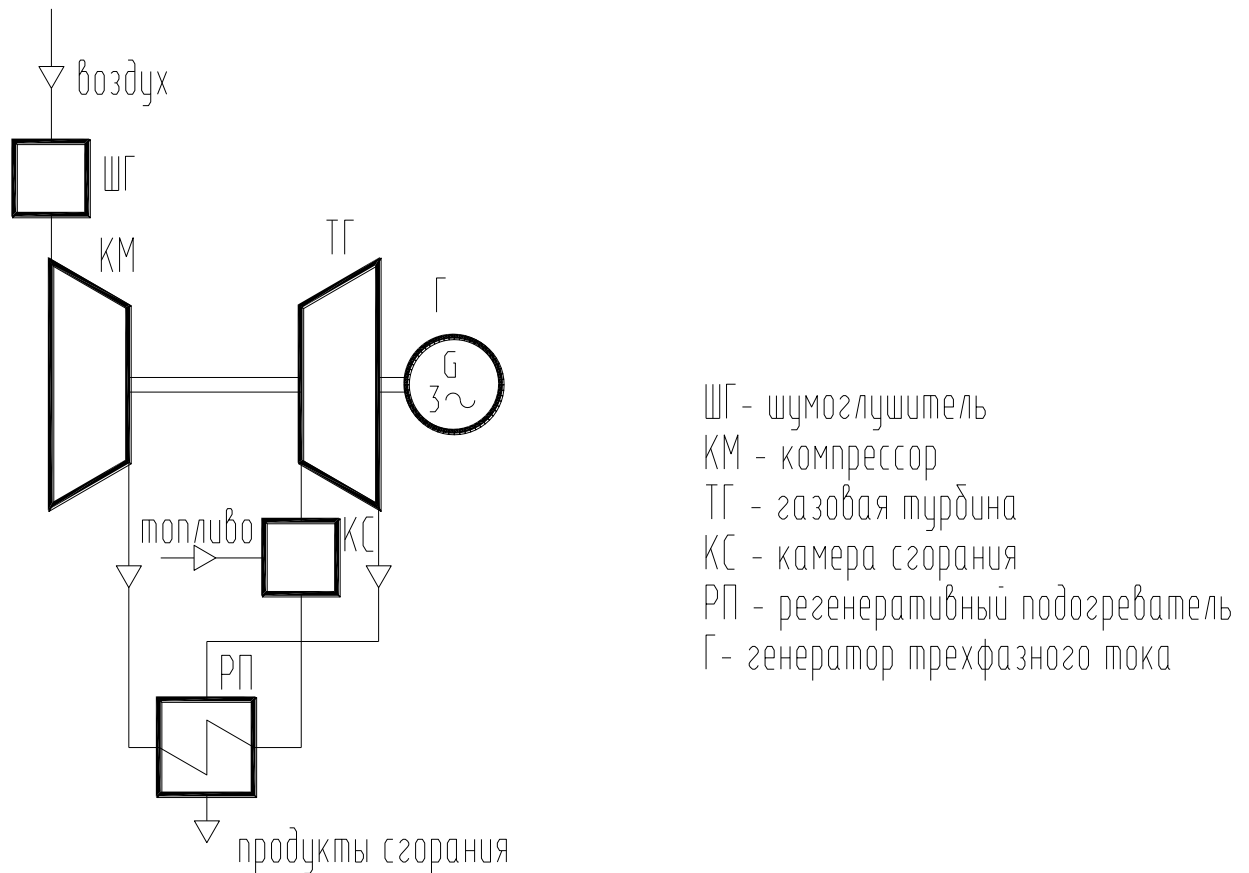 воздух
ШГ
КМ
ТГ
Г
G
3~
топливо
КС
РП
продукты сгорания
ШГ- шумоглушитель
КМ - компрессор
ТГ - газовая турбина
КС - камера сгорания
РП - регенеративный подогреватель
Г- генератор трехфазного тока